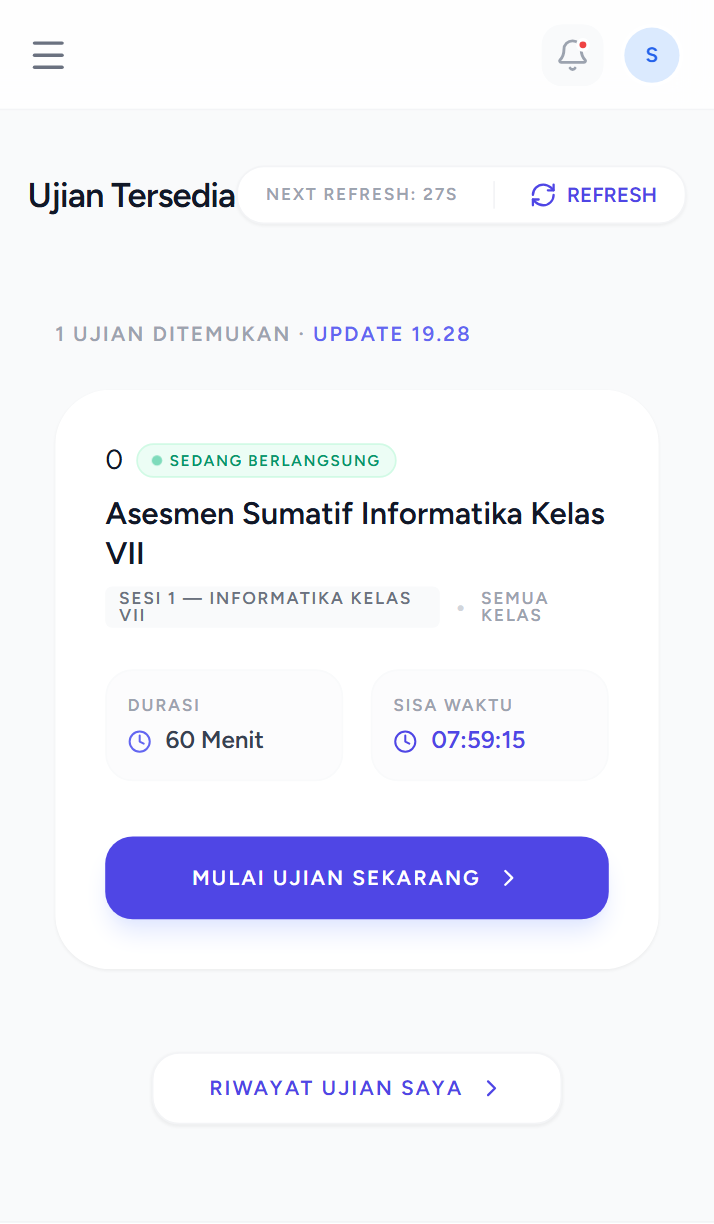 S
Ujian Tersedia
NEXT REFRESH: 27S
REFRESH
1 UJIAN DITEMUKAN · UPDATE 19.28
0 SEDANG BERLANGSUNG
Asesmen Sumatif Informatika Kelas
VII
SESI 1 — INFORMATIKA KELAS
VII
SEMUA
KELAS
DURASI
60 Menit
SISA WAKTU
07:59:15
MULAI UJIAN SEKARANG
RIWAYAT UJIAN SAYA